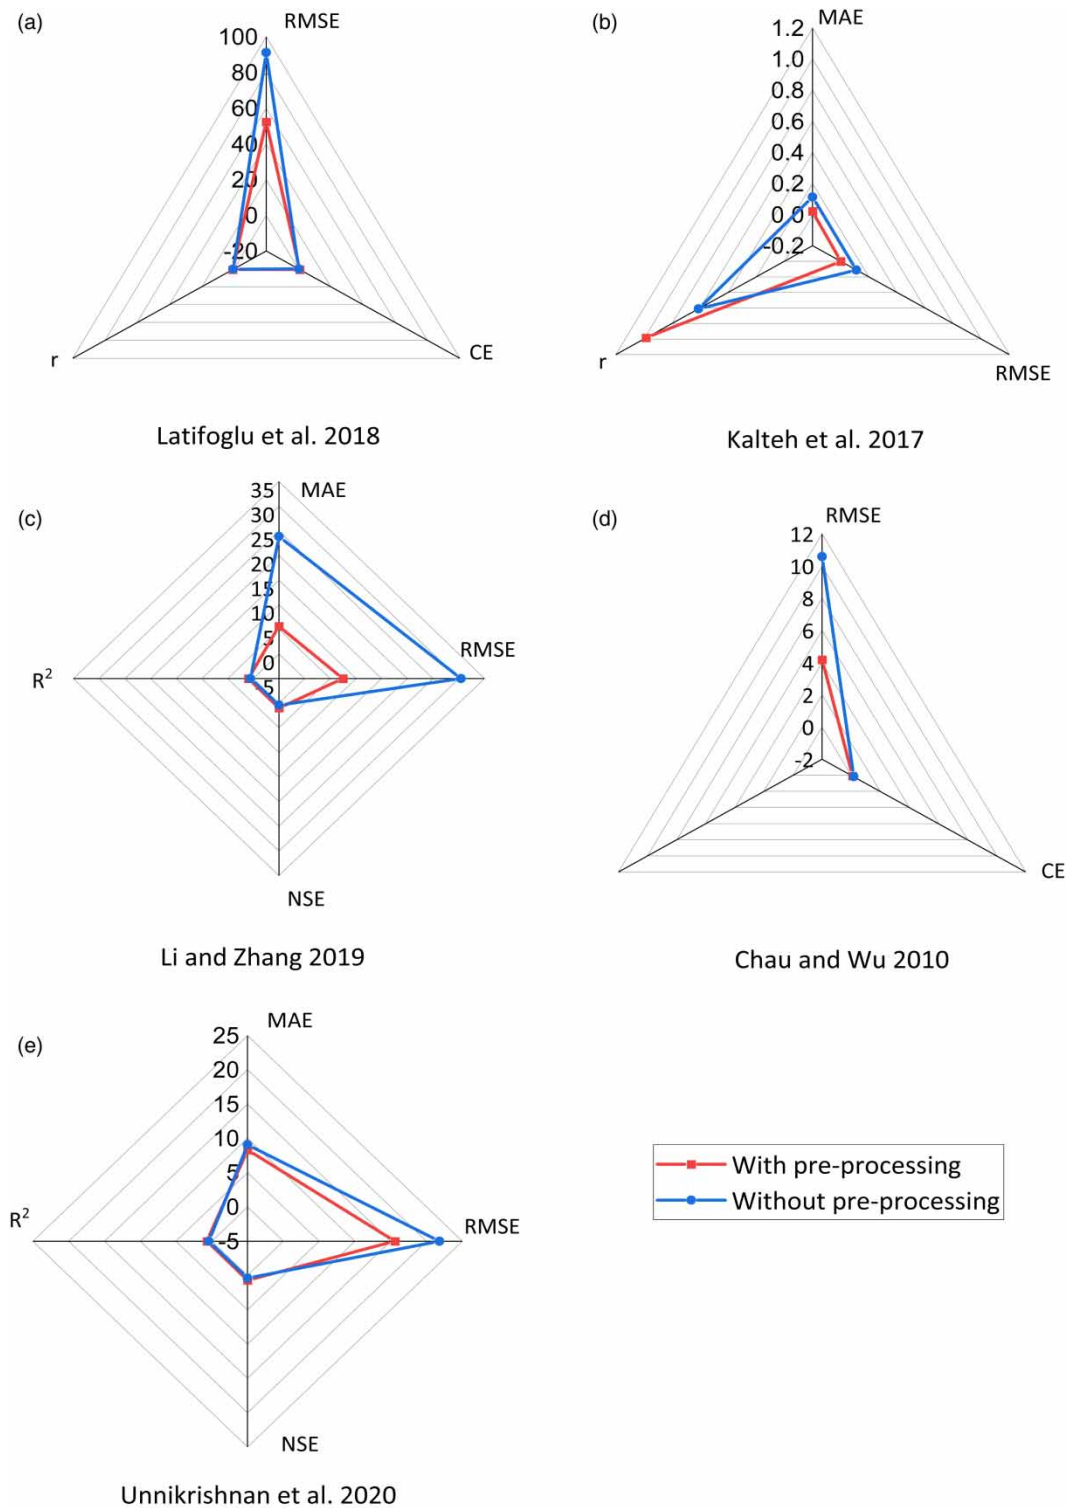 (a)
RMSE
100
80
60
40
20
0
-20
r
CE
Latifoglu et al. 2018
(b)
MAE
1.2
1.0
0.8
0.6
0.4
0.2
0.0
-0.2
r
RMSE
Kalteh et al. 2017
(c)
MAE
35
30
25
20
15
10
5
0
5
RMSE
R²
NSE
Li and Zhang 2019
(d)
RMSE
12
10
8
6
4
2
0
-2
CE
Chau and Wu 2010
(e)
MAE
25
20
15
10
5
0
-5
R²
RMSE
NSE
Unnikrishnan et al. 2020
With pre-processing
Without pre-processing